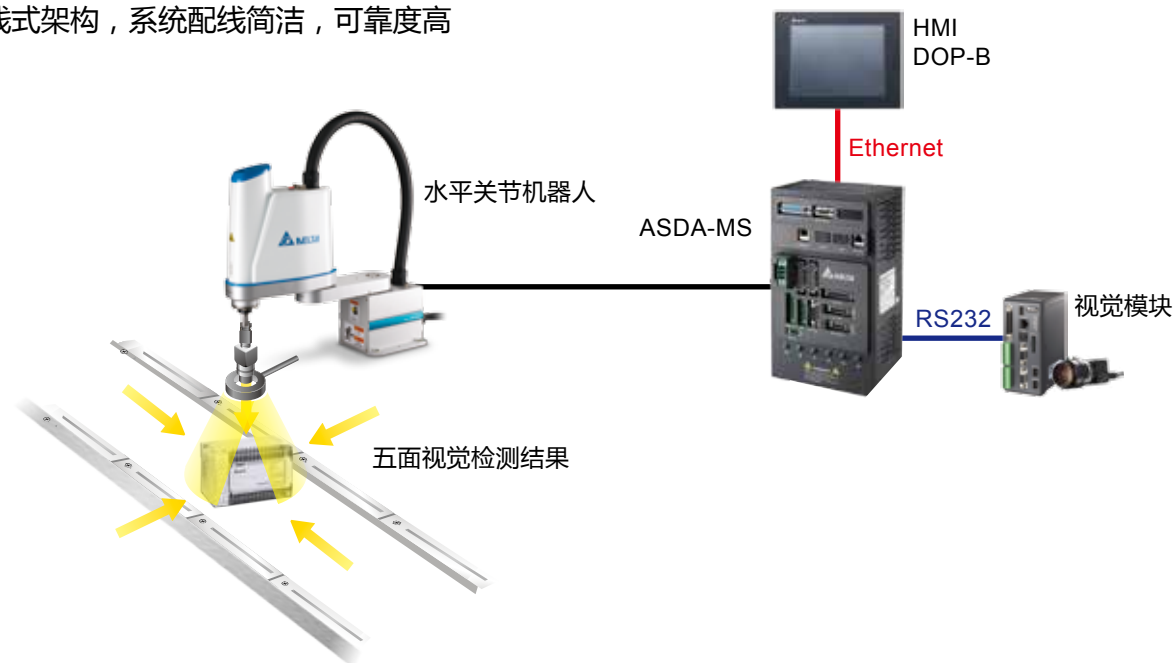 线式架构，系统配线简洁，可靠度高
HMI
DOP-B
Ethernet
水平关节机器人
ASDA-MS
RS232
视觉模块
五面视觉检测结果
DELTA